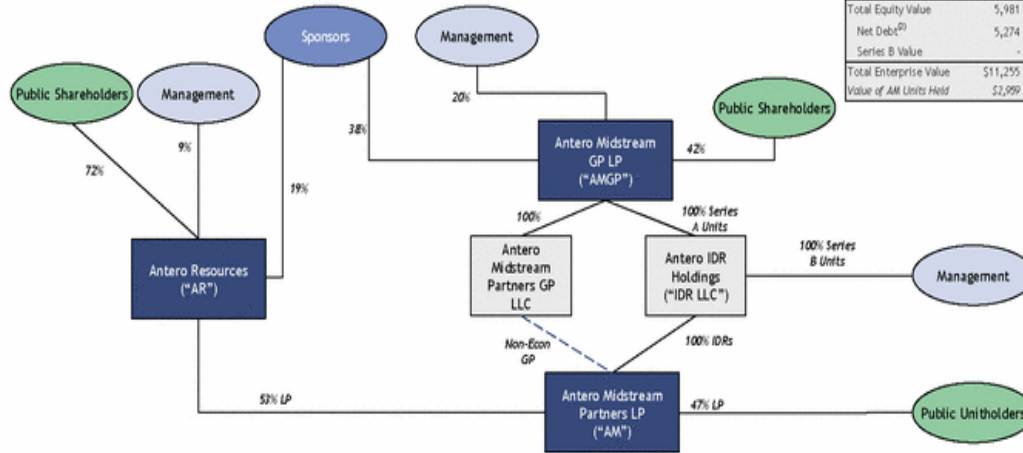 Total Equity Value 5,981
Net Debt(2) 5,274
Series B Value -
Total Enterprise Value $11,255
Value of AM Units Held $2,959
Sponsors
Management
Public Shareholders
Management
Public Shareholders
20%
38%
9%
72%
19%
Antero Midstream
GP LP
("AMGP")
42%
100%
100% Series
A Units
Antero Resources
("AR")
Antero
Midstream
Partners GP
LLC
Antero IDR
Holdings
("IDR LLC")
100% Series
B Units
Management
Non-Econ
GP
100% IDRs
53% LP
Antero Midstream
Partners LP
("AM")
47% LP
Public Unitholders